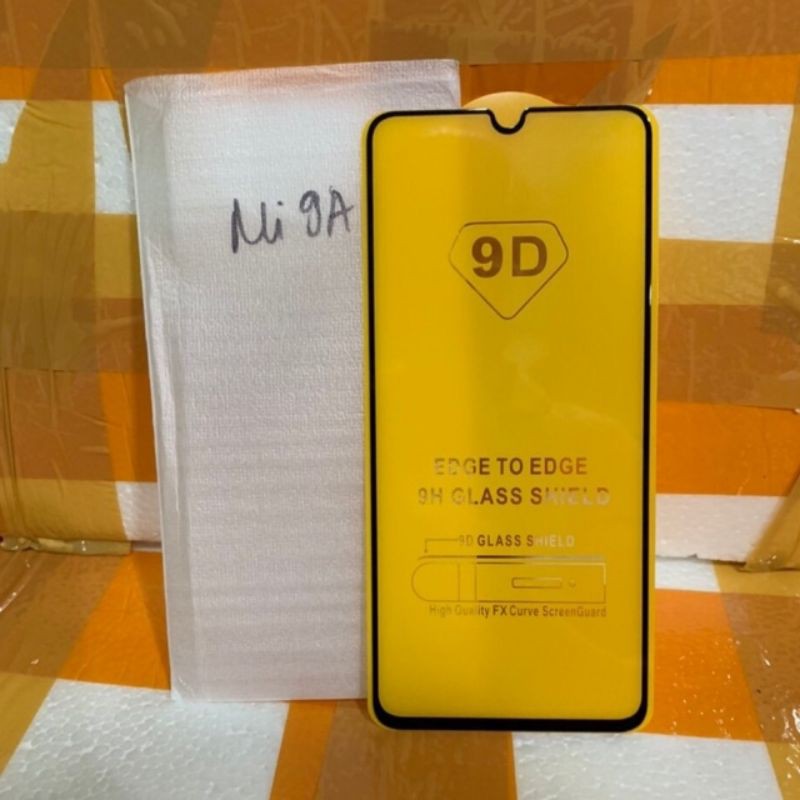 Mi 9A
9D
EDGE TO EDGE
9H GLASS SHIELD
9D GLASS SHIELD
High Quality FX Curve ScreenGuard